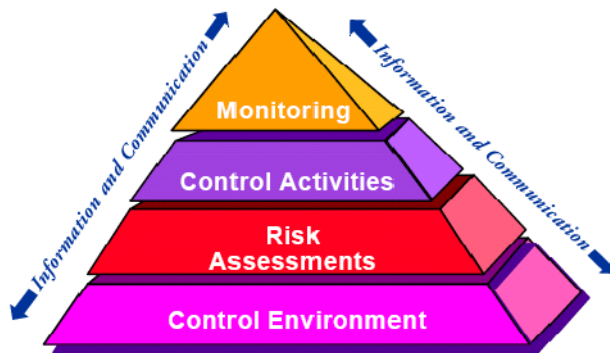 Information and Communication
Information and Communication
Monitoring
Control Activities
Risk
Assessments
Control Environment